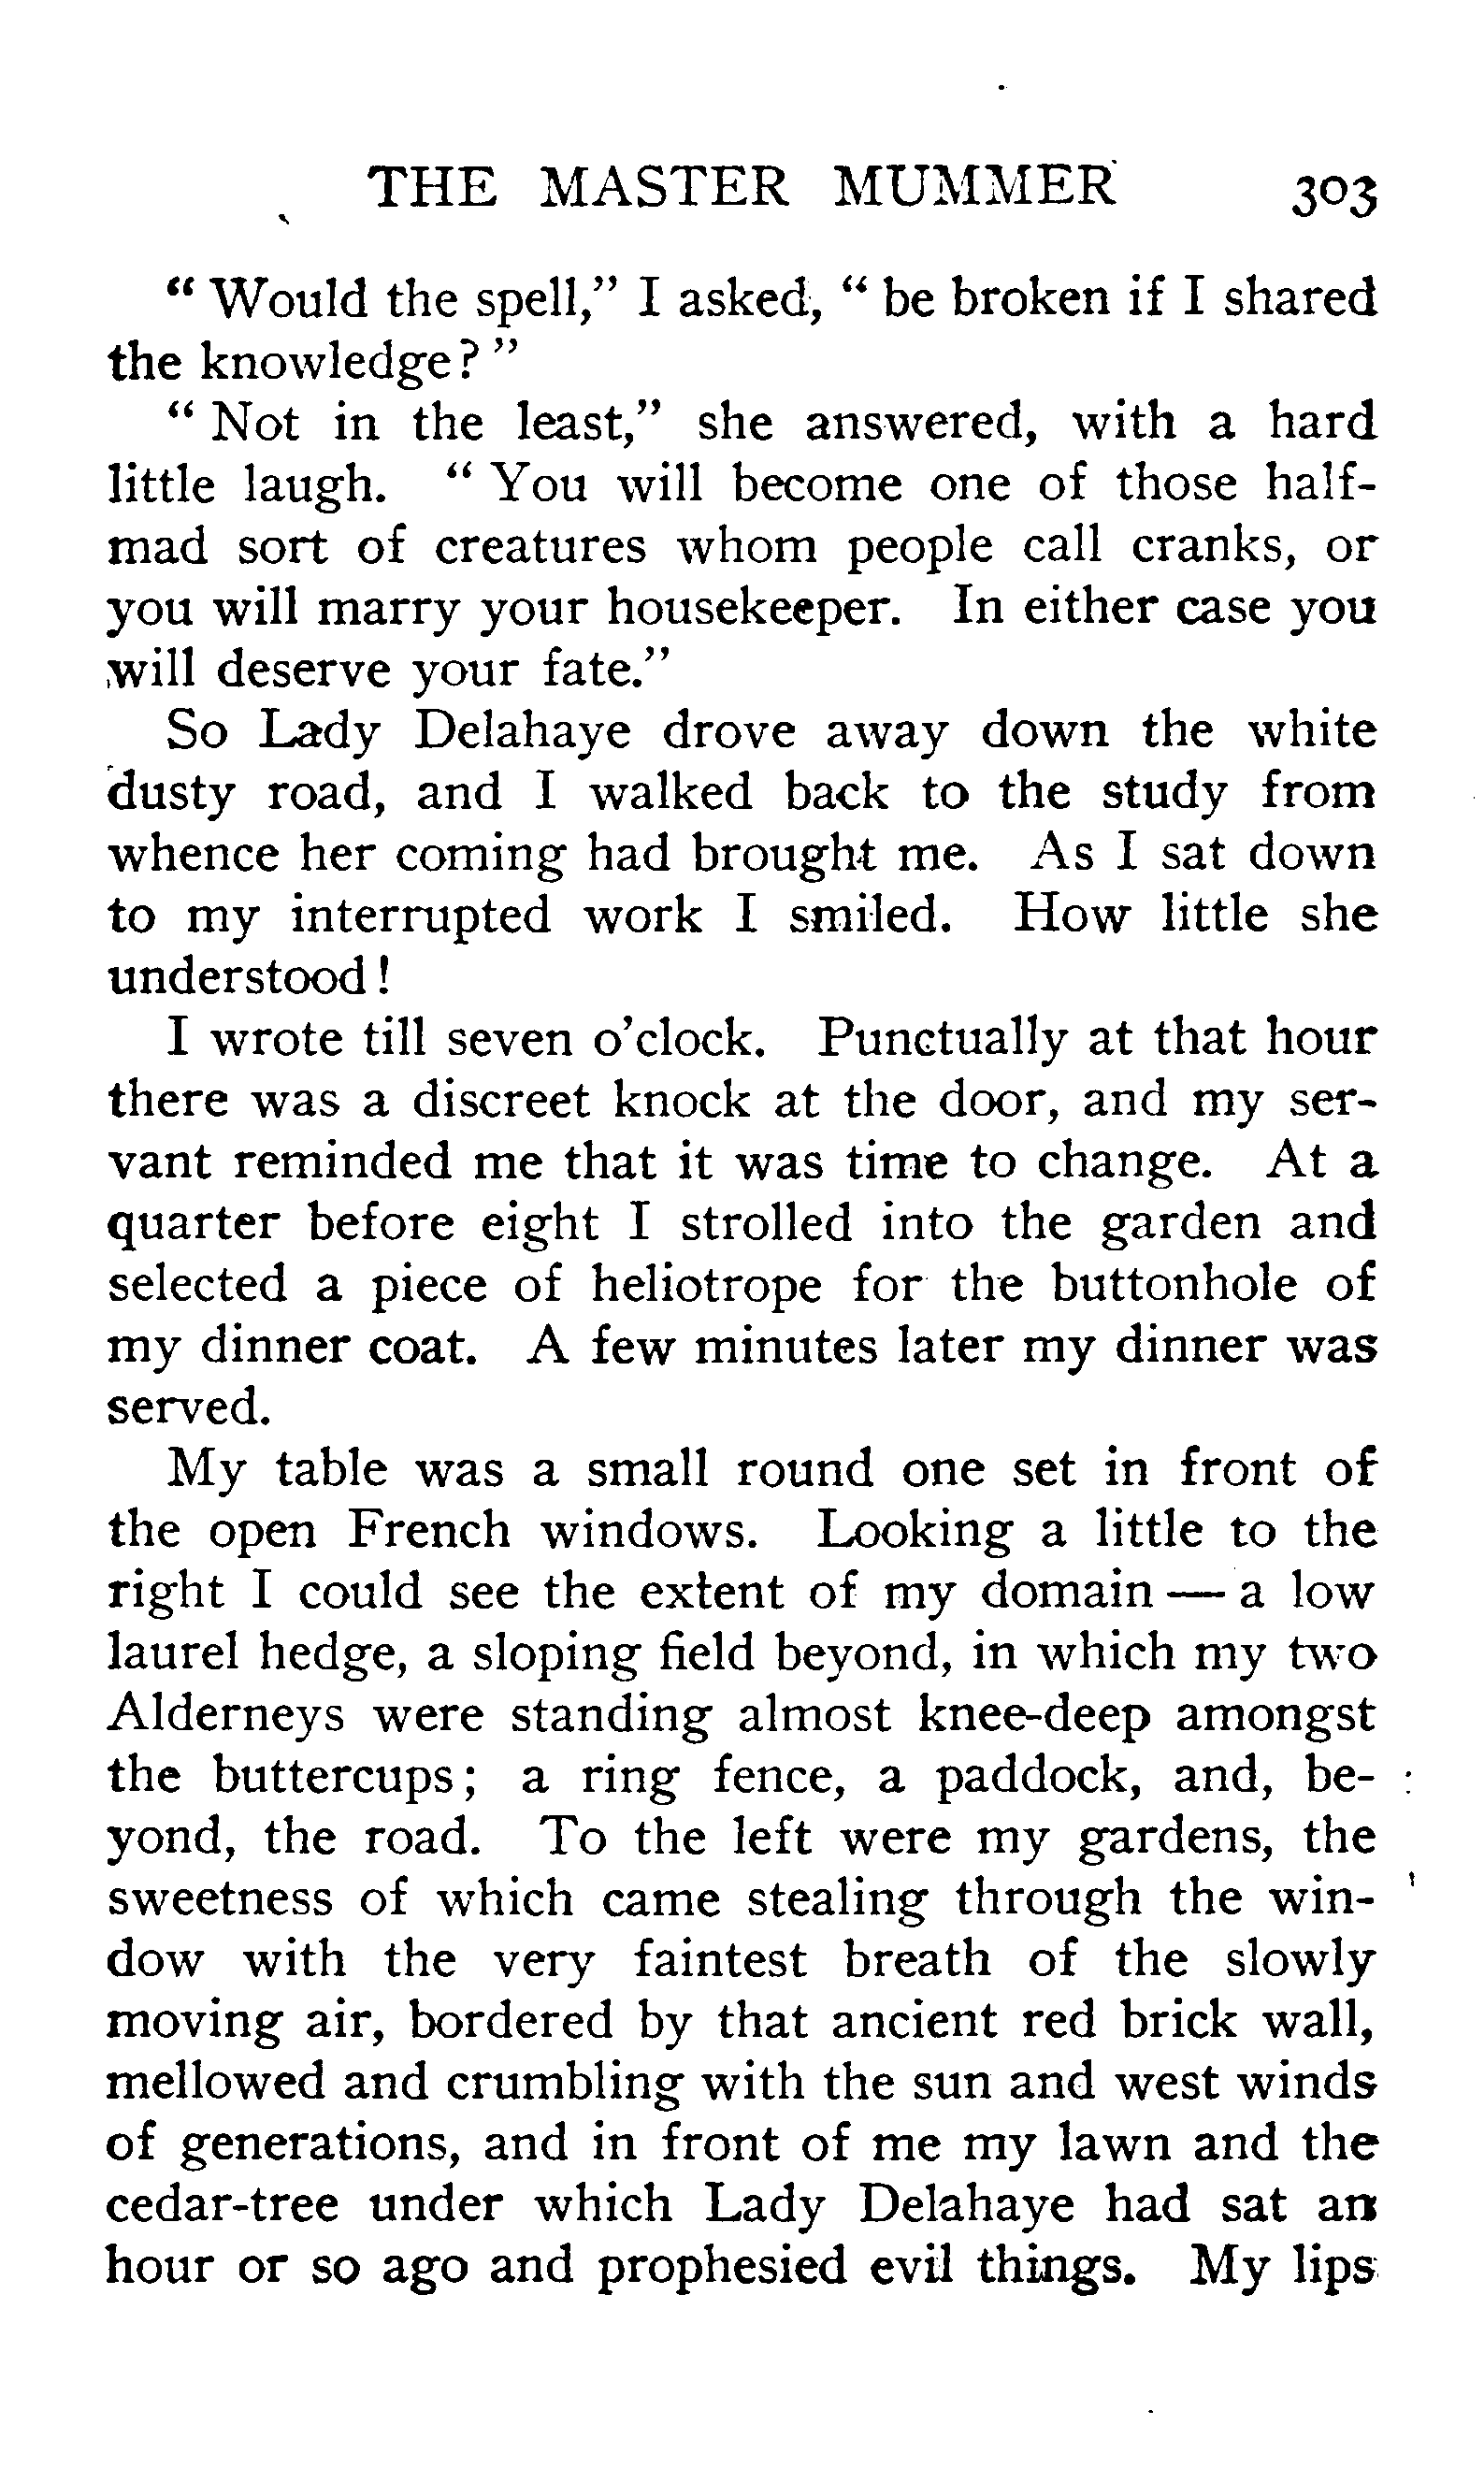 THE MASTER MUMMER 303
“ Would the spell,” I asked, “ be broken if I shared
the knowledge? ”
“ Not in the least,” she answered, with a hard
little laugh. “ You will become one of those half-
mad sort of creatures whom people call cranks, or
you will marry your housekeeper. In either case you
will deserve your fate.”
So Lady Delahaye drove away down the white
dusty road, and I walked back to the study from
whence her coming had brought me. As I sat down
to my interrupted work I smiled. How little she
understood!
I wrote till seven o’clock. Punctually at that hour
there was a discreet knock at the door, and my ser-
vant reminded me that it was time to change. At a
quarter before eight I strolled into the garden and
selected a piece of heliotrope for the buttonhole of
my dinner coat. A few minutes later my dinner was
served.
My table was a small round one set in front of
the open French windows. Looking a little to the
right I could see the extent of my domain — a low
laurel hedge, a sloping field beyond, in which my two
Alderneys were standing almost knee-deep amongst
the buttercups; a ring fence, a paddock, and, be-
yond, the road. To the left were my gardens, the
sweetness of which came stealing through the win-
dow with the very faintest breath of the slowly
moving air, bordered by that ancient red brick wall,
mellowed and crumbling with the sun and west winds
of generations, and in front of me my lawn and the
cedar-tree under which Lady Delahaye had sat an
hour or so ago and prophesied evil things. My lips